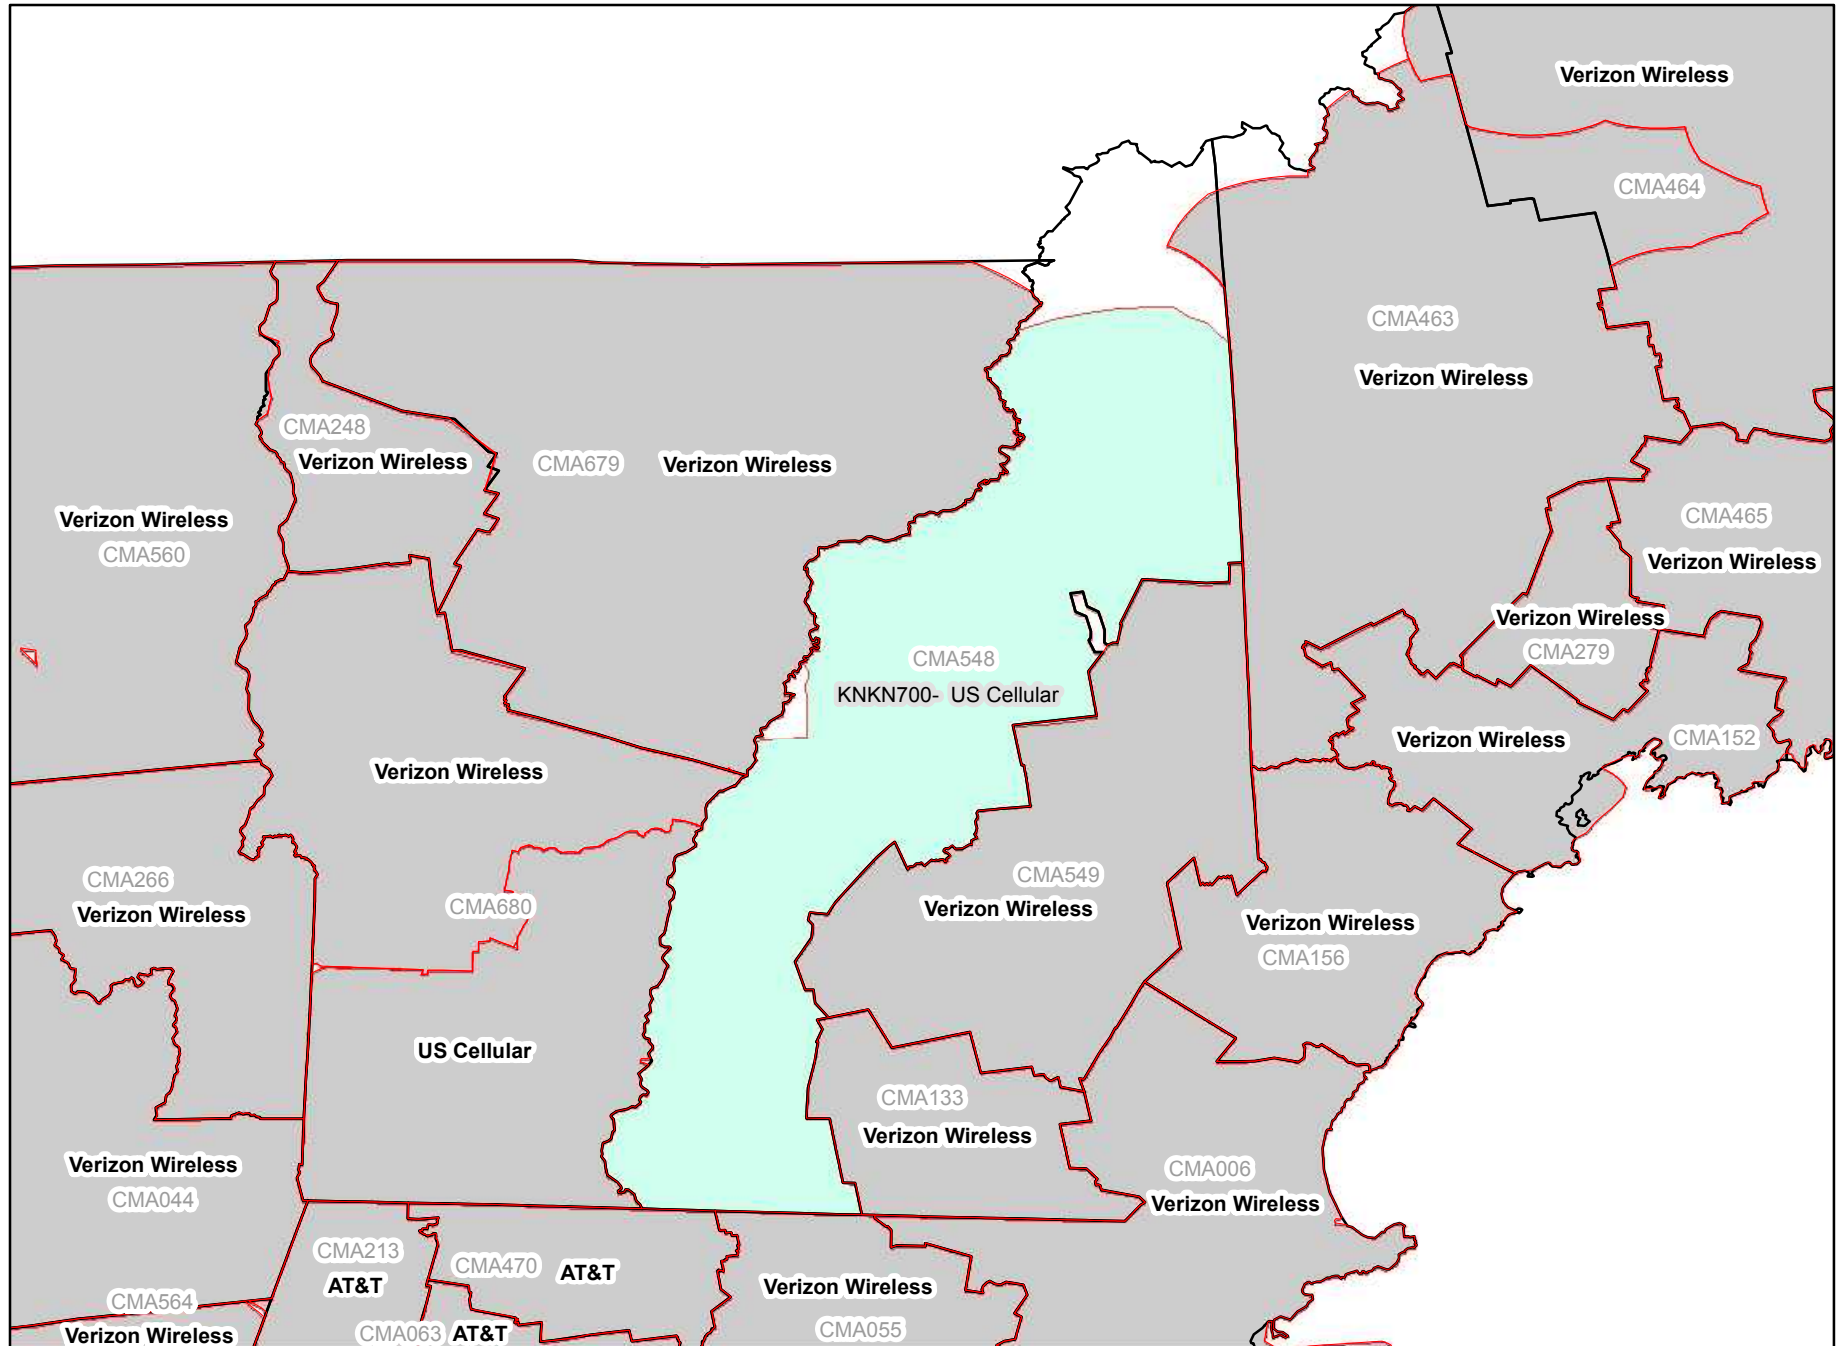 Verizon Wireless
CMA464
CMA463
Verizon Wireless
CMA248
Verizon Wireless
CMA679
Verizon Wireless
Verizon Wireless
CMA560
CMA465
Verizon Wireless
Verizon Wireless
CMA279
CMA548
KNKN700- US Cellular
Verizon Wireless
CMA152
Verizon Wireless
CMA266
Verizon Wireless
CMA680
CMA549
Verizon Wireless
Verizon Wireless
CMA156
US Cellular
CMA133
Verizon Wireless
Verizon Wireless
CMA044
CMA006
Verizon Wireless
CMA213
AT&T
CMA470
AT&T
Verizon Wireless
CMA055
CMA564
Verizon Wireless
CMA063
AT&T